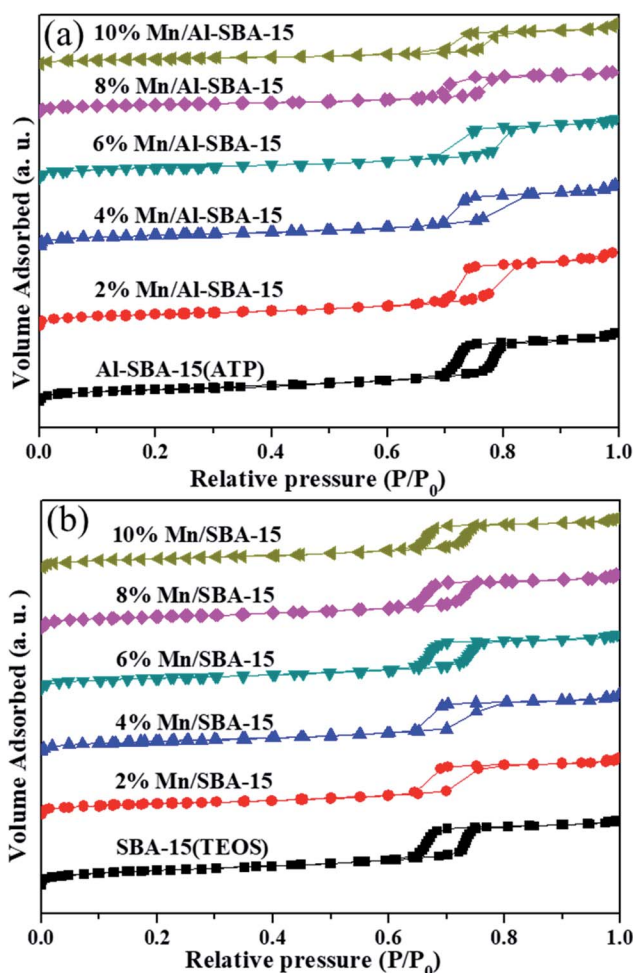 (a)
10% Mn/Al-SBA-15
8% Mn/Al-SBA-15
6% Mn/Al-SBA-15
4% Mn/Al-SBA-15
2% Mn/Al-SBA-15
Al-SBA-15(ATP)
Volume Adsorbed (a. u.)
0.0 0.2 0.4 0.6 0.8 1.0
Relative pressure (P/P0)
(b)
10% Mn/SBA-15
8% Mn/SBA-15
6% Mn/SBA-15
4% Mn/SBA-15
2% Mn/SBA-15
SBA-15(TEOS)
Volume Adsorbed (a. u.)
0.0 0.2 0.4 0.6 0.8 1.0
Relative pressure (P/P0)